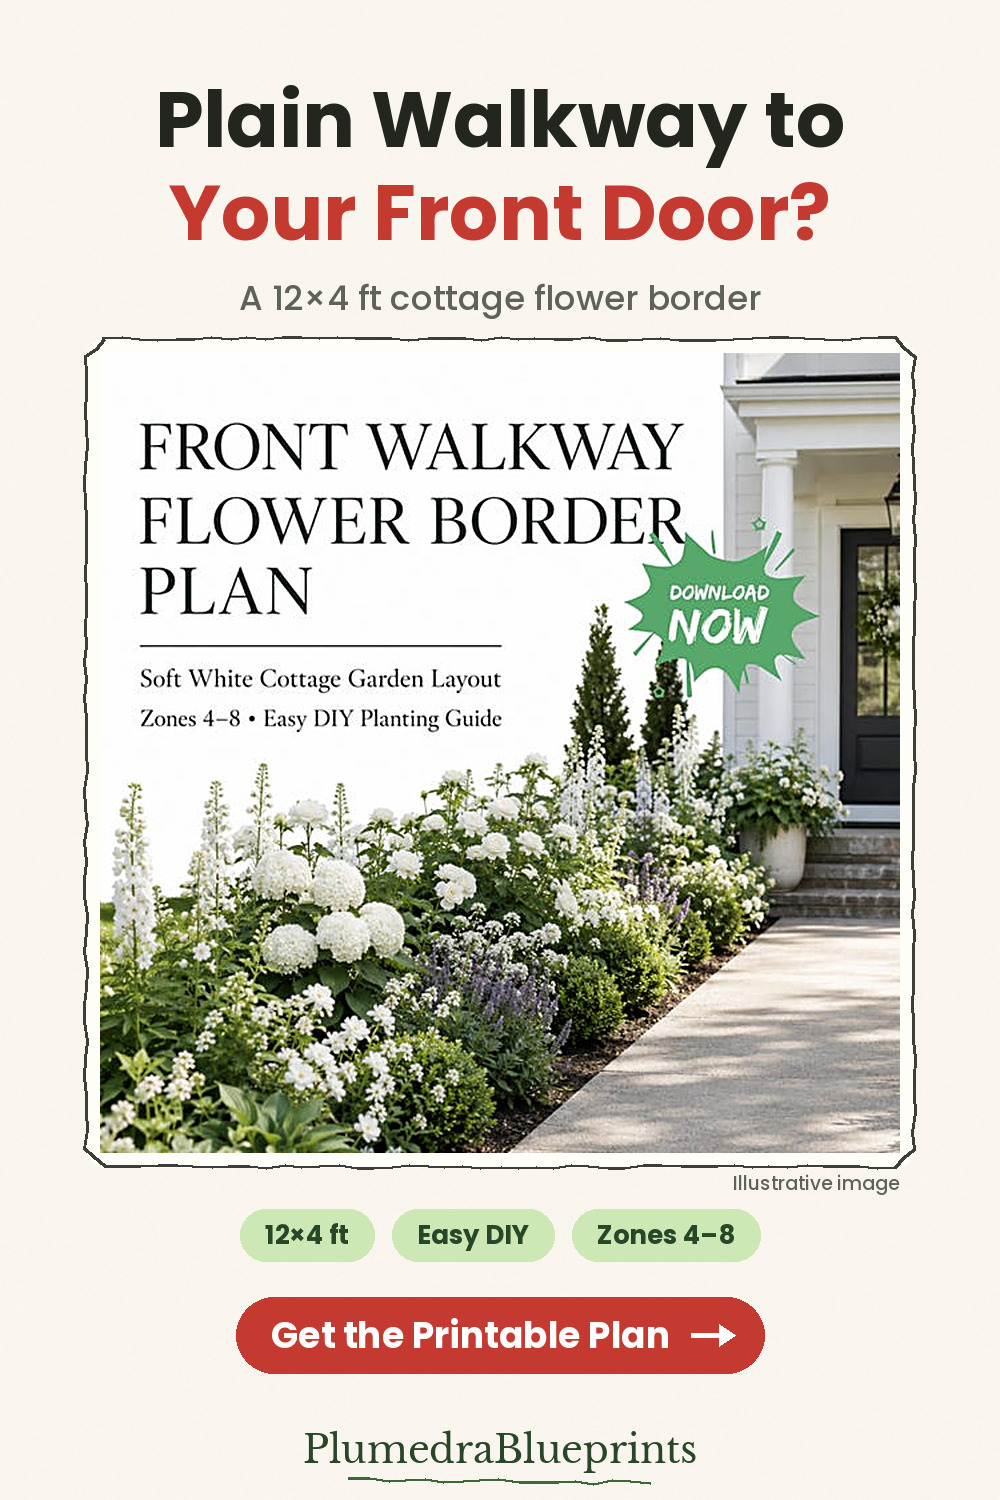 Plain Walkway to
Your Front Door?
A 12×4 ft cottage flower border
FRONT WALKWAY
FLOWER BORDER
PLAN
DOWNLOAD
NOW
Soft White Cottage Garden Layout
Zones 4–8 • Easy DIY Planting Guide
Illustrative image
12×4 ft
Easy DIY
Zones 4–8
Get the Printable Plan →
PlumedraBlueprints